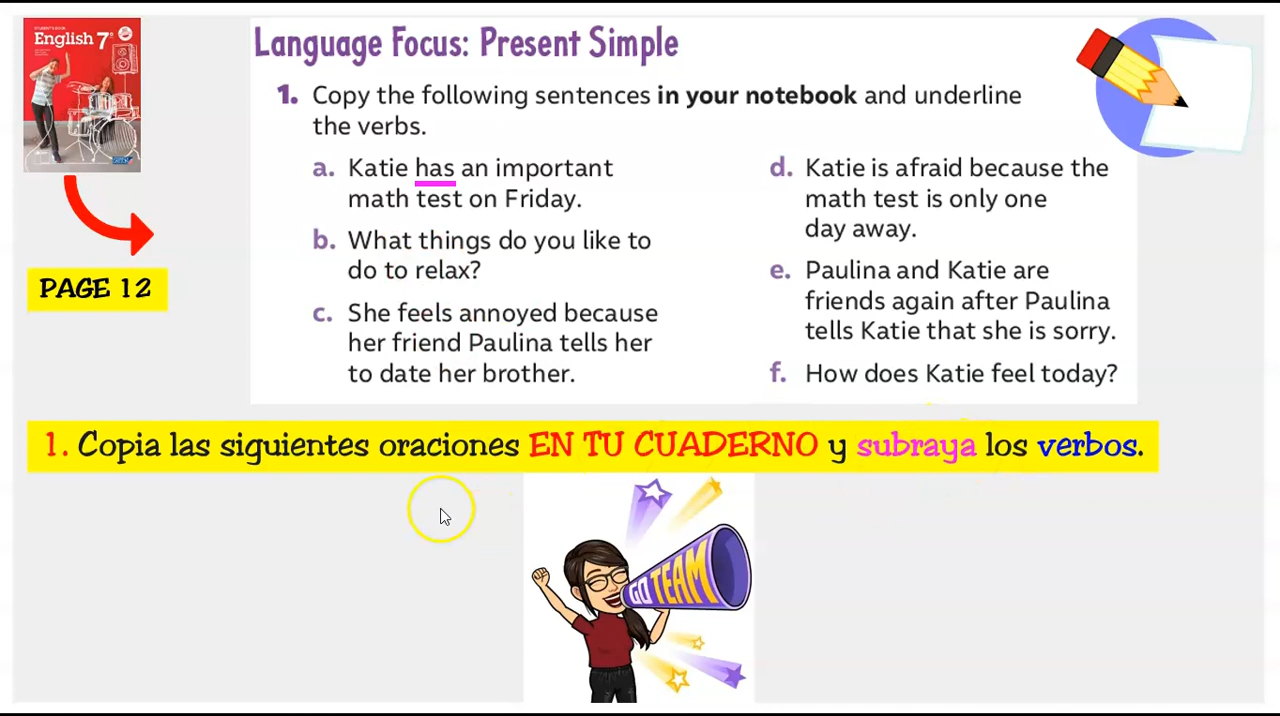 STUDENT'S BOOK
English 7°
Language Focus: Present Simple
1. Copy the following sentences in your notebook and underline
the verbs.
a. Katie has an important
math test on Friday.
b. What things do you like to
do to relax?
c. She feels annoyed because
her friend Paulina tells her
to date her brother.
d. Katie is afraid because the
math test is only one
day away.
e. Paulina and Katie are
friends again after Paulina
tells Katie that she is sorry.
f. How does Katie feel today?
PAGE 12
1. Copia las siguientes oraciones EN TU CUADERNO y subraya los verbos.
GO TEAM